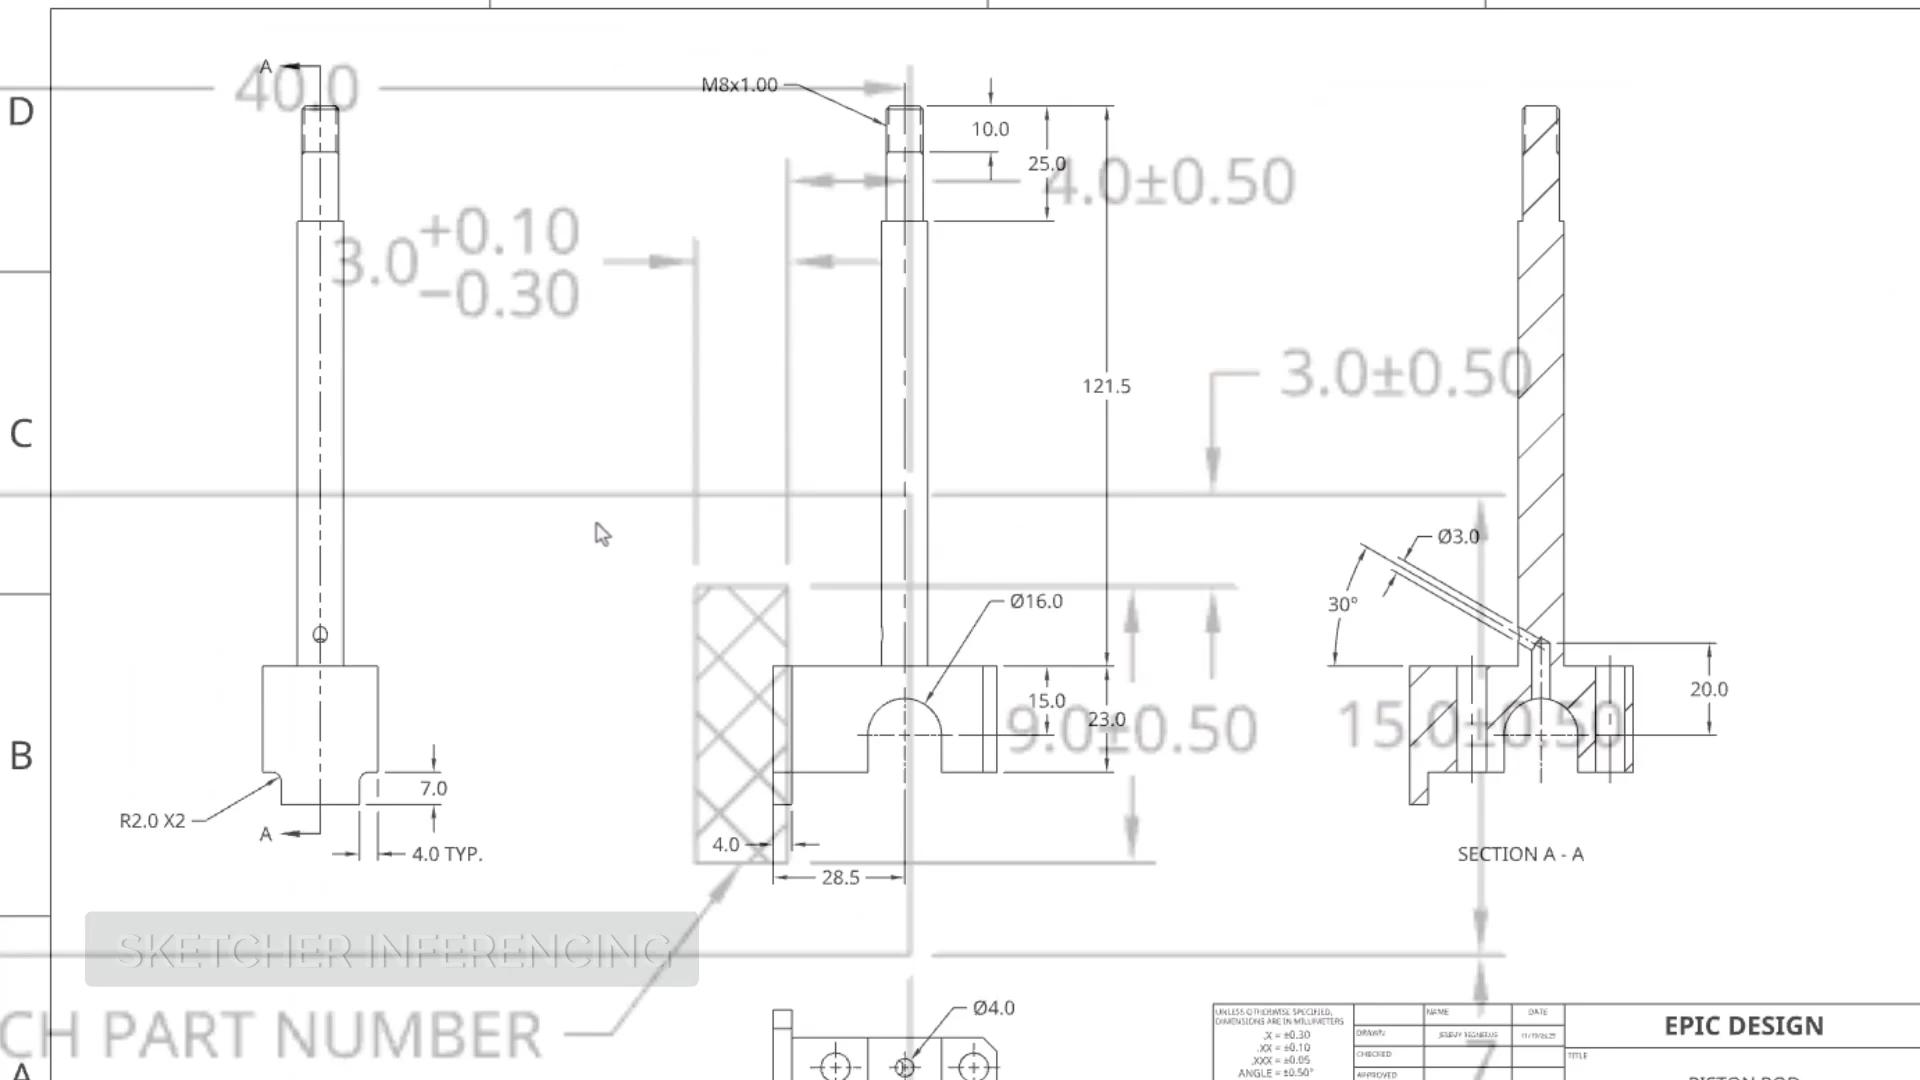 D
C
B
A
A
40.0
M8x1.00
10.0
25.0
4.0±0.50
3.0 +0.10
−0.30
3.0±0.50
121.5
Ø3.0
30°
Ø16.0
15.0
23.0
9.0±0.50
15.0±0.50
20.0
7.0
R2.0 X2
A
4.0 TYP.
4.0
28.5
SECTION A - A
SKETCHER INFERENCING
CH PART NUMBER
Ø4.0
UNLESS OTHERWISE SPECIFIED,
DIMENSIONS ARE IN MILLIMETERS
.X = ±0.30
.XX = ±0.10
.XXX = ±0.05
ANGLE = ±0.50°
NAME
DATE
DRAWN
CHECKED
APPROVED
7
EPIC DESIGN
TITLE
PISTON ROD